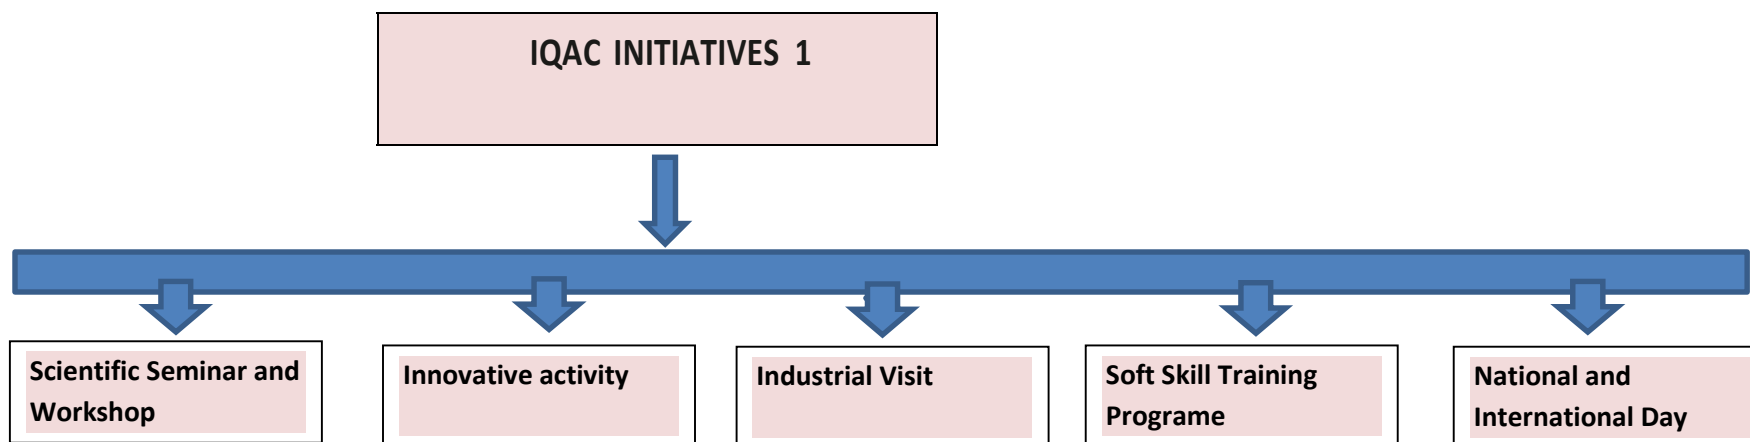 IQAC INITIATIVES 1
Scientific Seminar and
Workshop
Innovative activity
Industrial Visit
Soft Skill Training
Programe
National and
International Day